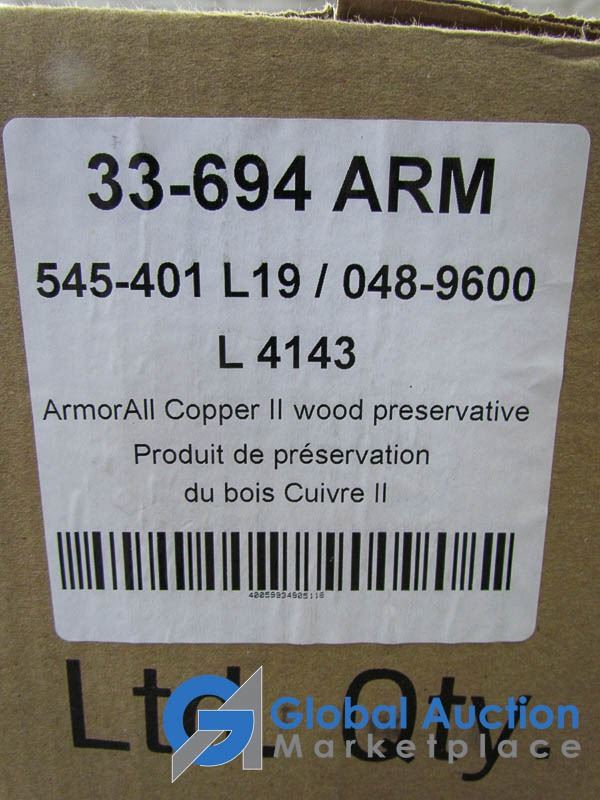 33-694 ARM
545-401 L19 / 048-9600
L 4143
ArmorAll Copper II wood preservative
Produit de préservation
du bois Cuivre II
40059934905116
Ltd. Qty.
Global Auction
Marketplace